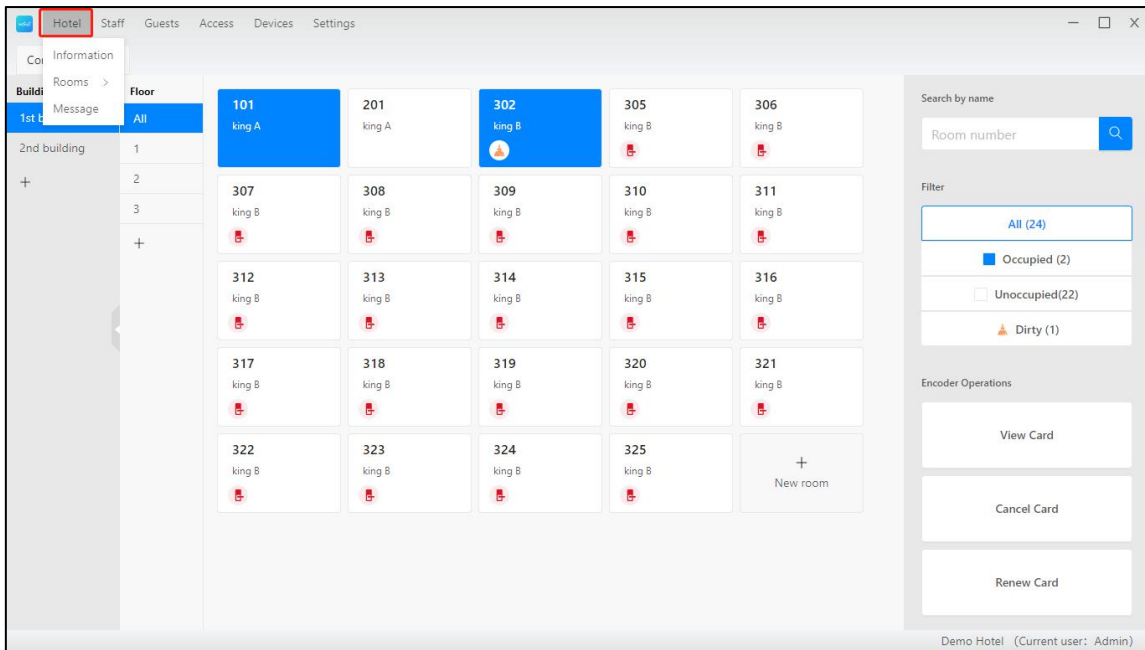 Hotel Staff Guests Access Devices Settings
Information
Rooms >
Message
Floor
All
1
2
3
+
2nd building
+
101
king A
201
king A
302
king B
305
king B
306
king B
307
king B
308
king B
309
king B
310
king B
311
king B
312
king B
313
king B
314
king B
315
king B
316
king B
317
king B
318
king B
319
king B
320
king B
321
king B
322
king B
323
king B
324
king B
325
king B
+
New room
Search by name
Room number
Filter
All (24)
Occupied (2)
Unoccupied(22)
Dirty (1)
Encoder Operations
View Card
Cancel Card
Renew Card
Demo Hotel (Current user: Admin)